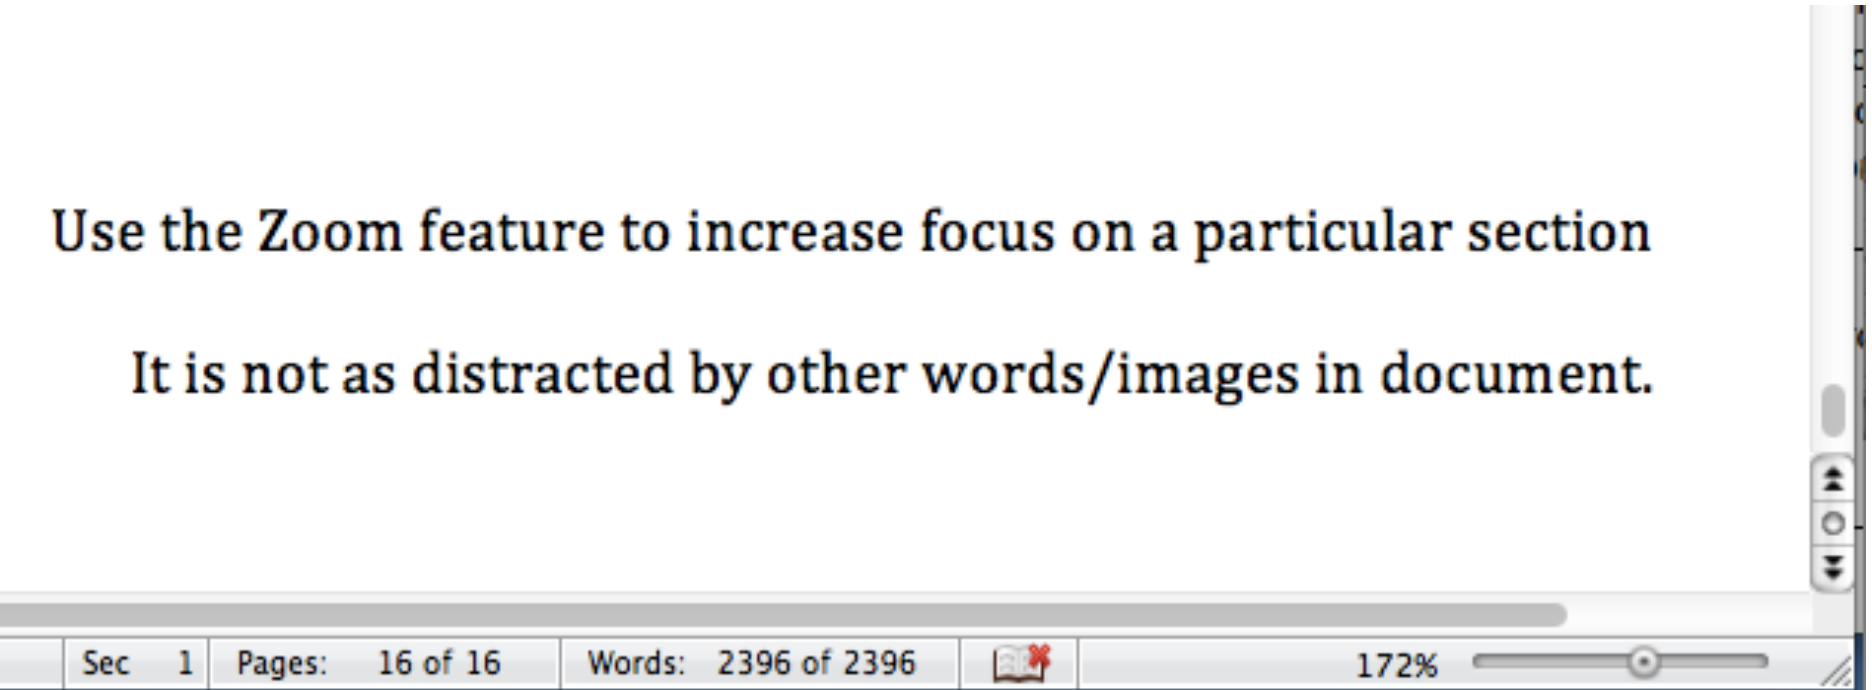 Use the Zoom feature to increase focus on a particular section
It is not as distracted by other words/images in document.
Sec 1 Pages: 16 of 16 Words: 2396 of 2396 172%